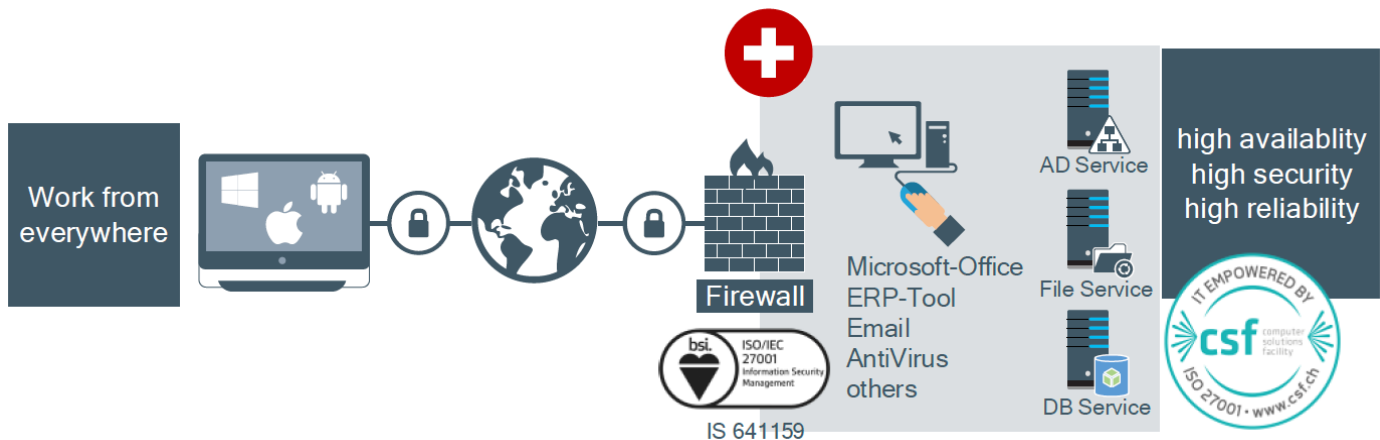 Work from
everywhere
Firewall
bsi.
ISO/IEC
27001
Information Security
Management
IS 641159
Microsoft-Office
ERP-Tool
Email
AntiVirus
others
AD Service
File Service
DB Service
high availablity
high security
high reliability
IT EMPOWERED BY
csf computer
solutions
facility
ISO 27001 · www.csf.ch